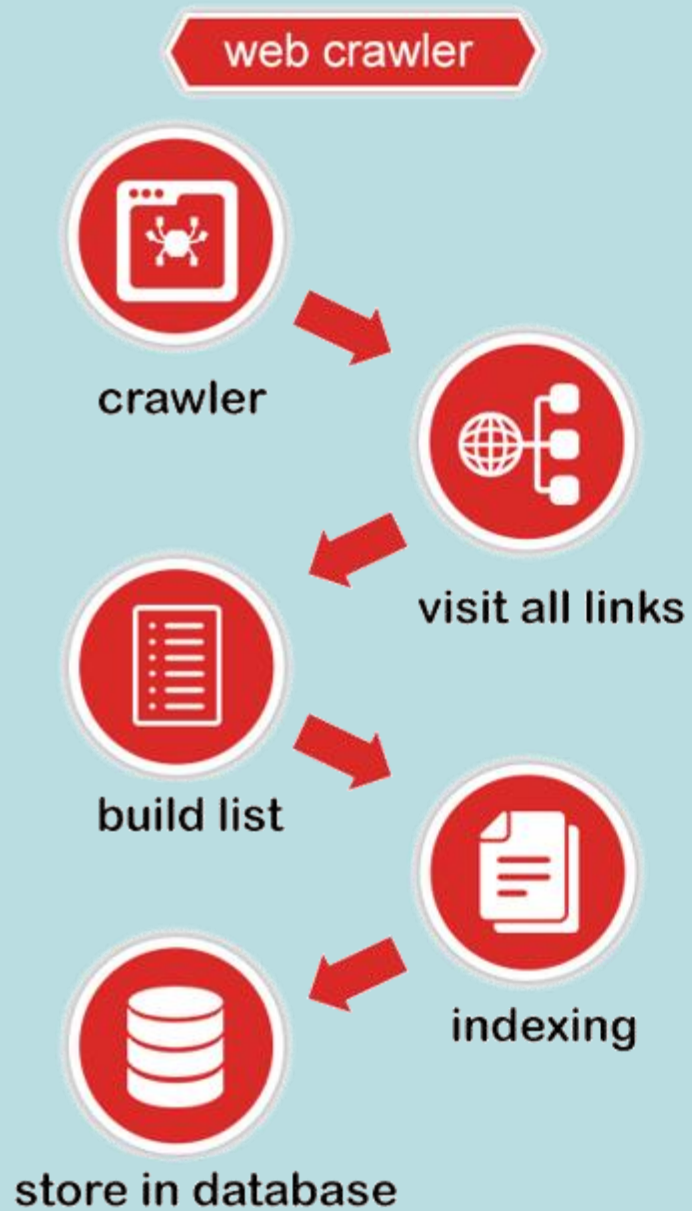 web crawler
crawler
visit all links
build list
indexing
store in database